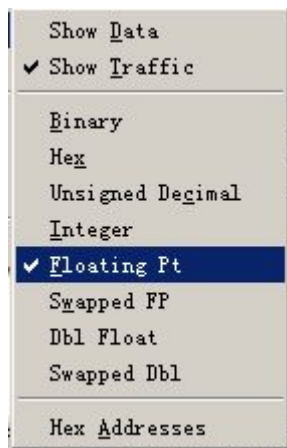 Show Data
Show Traffic
Binary
Hex
Unsigned Decimal
Integer
Floating Pt
Swapped FP
Dbl Float
Swapped Dbl
Hex Addresses